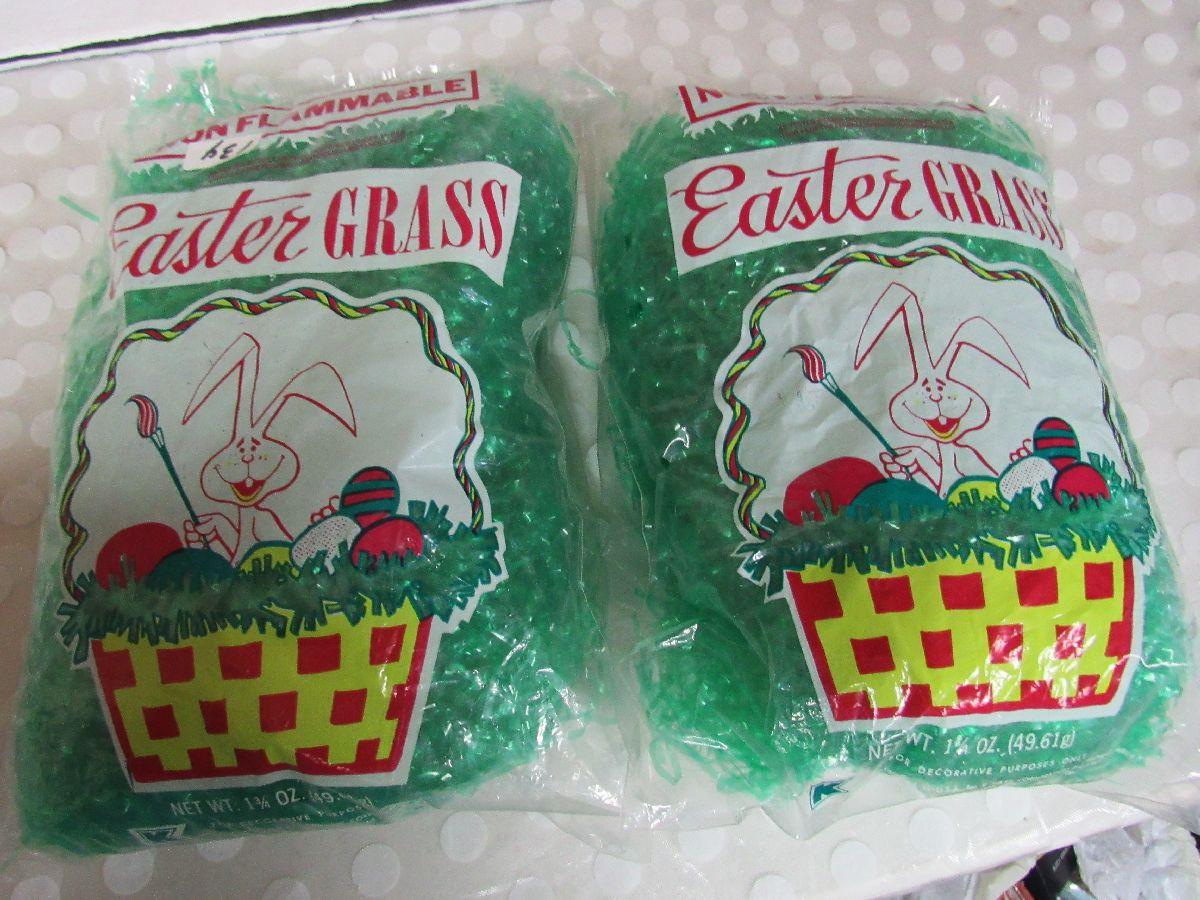 NON FLAMMABLE
134
Easter GRASS
NET WT. 1¾ OZ.
Easter GRASS
NET WT. 1¾ OZ. (49.61g)
FOR DECORATIVE PURPOSES ONLY
K